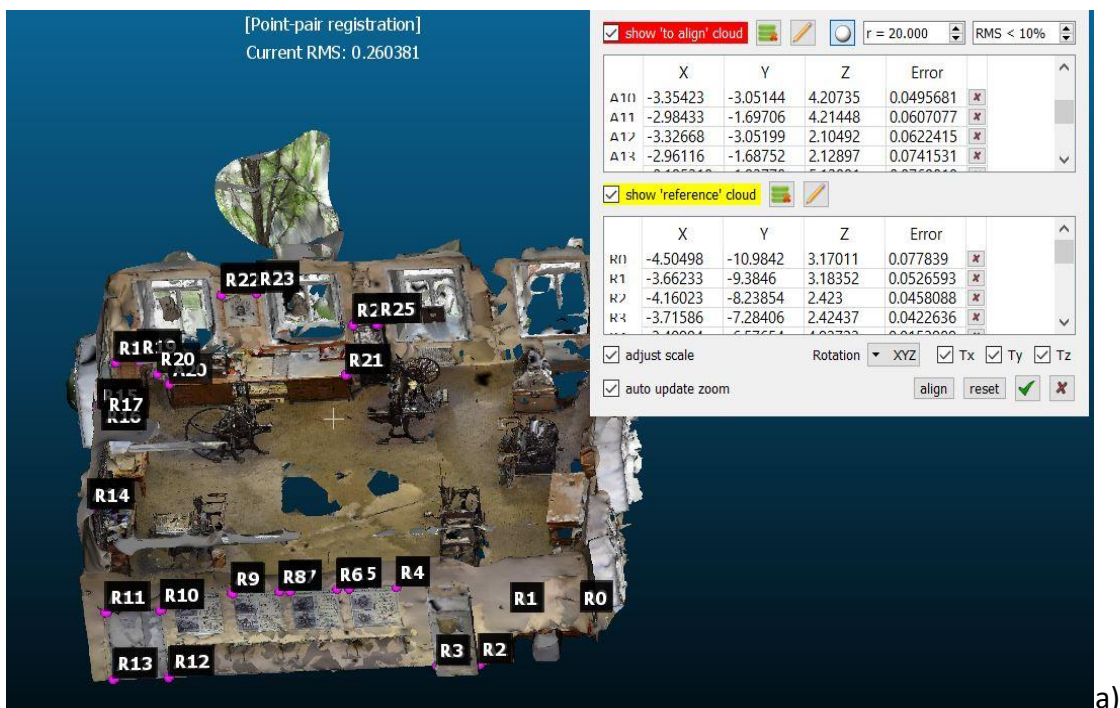 [Point-pair registration]
Current RMS: 0.260381
show 'to align' cloud r = 20.000 RMS < 10%
X Y Z Error
A10 -3.35423 -3.05144 4.20735 0.0495681
A11 -2.98433 -1.69706 4.21448 0.0607077
A12 -3.32668 -3.05199 2.10492 0.0622415
A13 -2.96116 -1.68752 2.12897 0.0741531
show 'reference' cloud
X Y Z Error
R0 -4.50498 -10.9842 3.17011 0.077839
R1 -3.66233 -9.3846 3.18352 0.0526593
R2 -4.16023 -8.23854 2.423 0.0458088
R3 -3.71586 -7.28406 2.42437 0.0422636
adjust scale Rotation XYZ Tx Ty Tz
auto update zoom align reset
R22 R23
R25
R20
R21
R17
R14
R11 R10 R9 R4 R1 R0
R13 R12 R3 R2
a)